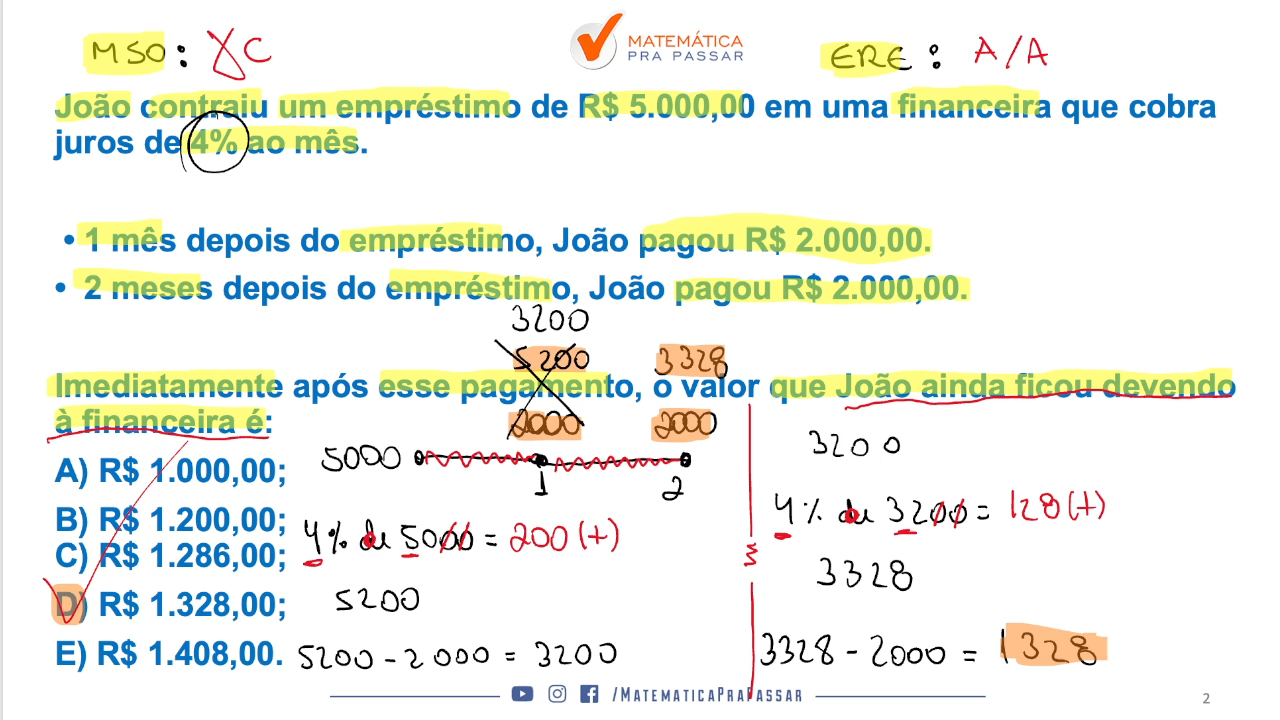 MSO: JC
MATEMÁTICA
PRA PASSAR
ERE: A/A
João contraiu um empréstimo de R$ 5.000,00 em uma financeira que cobra
juros de 4% ao mês.
• 1 mês depois do empréstimo, João pagou R$ 2.000,00.
• 2 meses depois do empréstimo, João pagou R$ 2.000,00.
3200
5200 3328
Imediatamente após esse pagamento, o valor que João ainda ficou devendo
à financeira é:
2000 2000
A) R$ 1.000,00;
5000
1 2
3200
B) R$ 1.200,00;
4% de 5000 = 200 (+)
4% de 3200 = 128 (+)
C) R$ 1.286,00;
3328
D) R$ 1.328,00;
5200
E) R$ 1.408,00.
5200 - 2000 = 3200
3328 - 2000 = 1328
/MATEMATICAPRAPASSAR
2